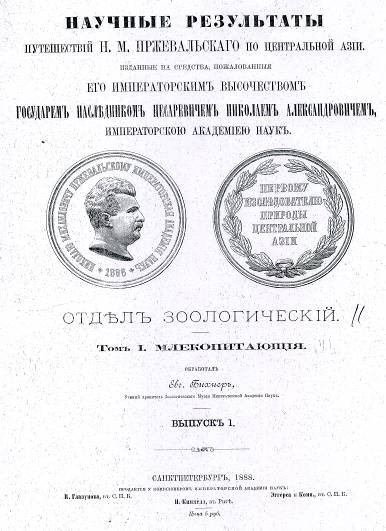 НАУЧНЫЕ РЕЗУЛЬТАТЫ
ПУТЕШЕСТВІЙ Н. М. ПРЖЕВАЛЬСКАГО ПО ЦЕНТРАЛЬНОЙ АЗІИ.
ИЗДАННЫЕ НА СРЕДСТВА, ПОЖАЛОВАННЫЯ
ЕГО ИМПЕРАТОРСКИМЪ ВЫСОЧЕСТВОМЪ
ГОСУДАРЕМЪ НАСЛѢДНИКОМЪ ЦЕСАРЕВИЧЕМЪ НИКОЛАЕМЪ АЛЕКСАНДРОВИЧЕМЪ,
ИМПЕРАТОРСКОЮ АКАДЕМІЕЮ НАУКЪ.
НИКОЛАЮ МИХАЙЛОВИЧУ ПРЖЕВАЛЬСКОМУ ИМПЕРАТОРСКАЯ АКАДЕМІЯ НАУКЪ
1886
ПЕРВОМУ
ИЗСЛѢДОВАТЕЛЮ
ПРИРОДЫ
ЦЕНТРАЛЬНОЙ
АЗІИ
ОТДѢЛЪ ЗООЛОГИЧЕСКІЙ.
Томъ I. МЛЕКОПИТАЮЩІЯ.
ОБРАБОТАЛЪ
Евг. Бихнеръ,
Ученый хранитель Зоологическаго Музея Императорской Академіи Наукъ.
ВЫПУСКЪ 1.
САНКТПЕТЕРБУРГЪ, 1888.
ПРОДАЕТСЯ У КОМИССІОНЕРОВЪ ИМПЕРАТОРСКОЙ АКАДЕМІИ НАУКЪ:
И. Глазунова, въ С. П. Б.
Эггерса и Комп., въ С. П. Б.
Н. Киммеля, въ Ригѣ.
Цѣна 5 руб.